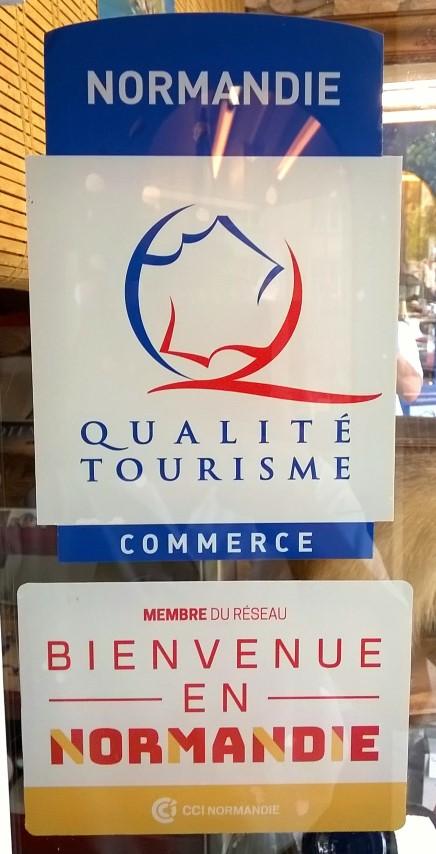 NORMANDIE
QUALITÉ
TOURISME
COMMERCE
MEMBRE DU RÉSEAU
BIENVENUE
EN
NORMANDIE
CCI NORMANDIE